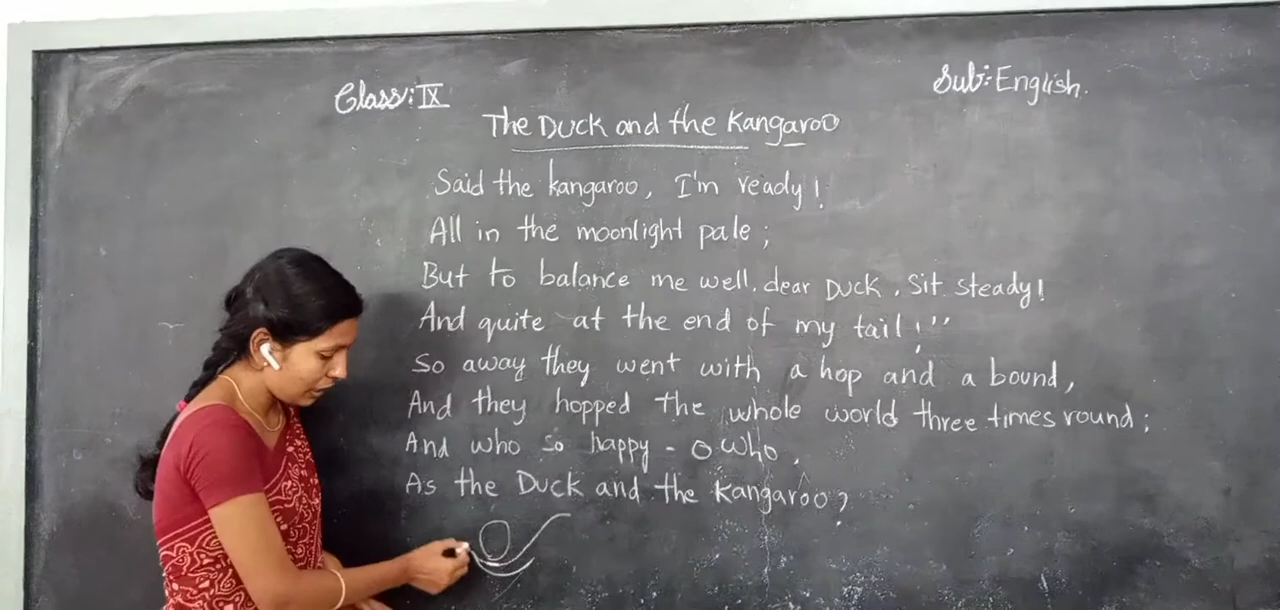 Class: IX
Sub: English.
The Duck and the Kangaroo
Said the kangaroo, I'm ready!
All in the moonlight pale;
But to balance me well, dear Duck, Sit steady!
And quite at the end of my tail!"
So away they went with a hop and a bound,
And they hopped the whole world three times round;
And who so happy - O who,
As the Duck and the Kangaroo?